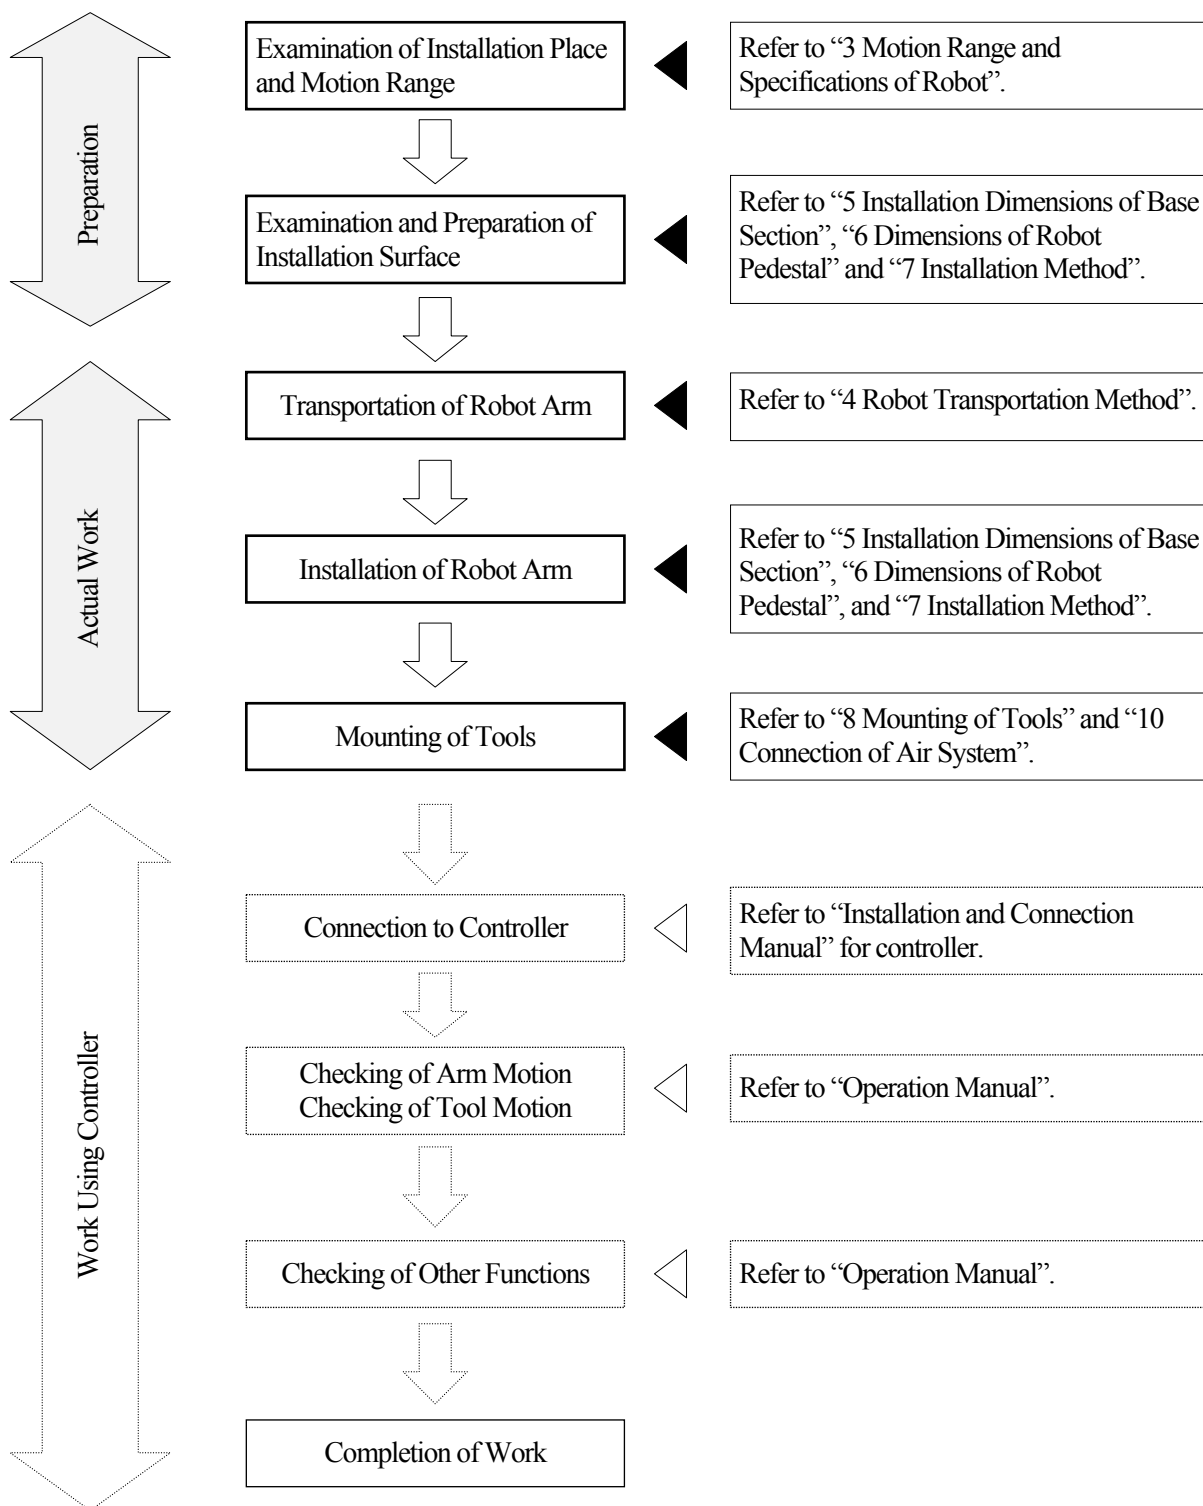 Preparation
Examination of Installation Place
and Motion Range
Refer to “3 Motion Range and
Specifications of Robot”.
Examination and Preparation of
Installation Surface
Refer to “5 Installation Dimensions of Base
Section”, “6 Dimensions of Robot
Pedestal” and “7 Installation Method”.
Actual Work
Transportation of Robot Arm
Refer to “4 Robot Transportation Method”.
Installation of Robot Arm
Refer to “5 Installation Dimensions of Base
Section”, “6 Dimensions of Robot
Pedestal”, and “7 Installation Method”.
Mounting of Tools
Refer to “8 Mounting of Tools” and “10
Connection of Air System”.
Work Using Controller
Connection to Controller
Refer to “Installation and Connection
Manual” for controller.
Checking of Arm Motion
Checking of Tool Motion
Refer to “Operation Manual”.
Checking of Other Functions
Refer to “Operation Manual”.
Completion of Work